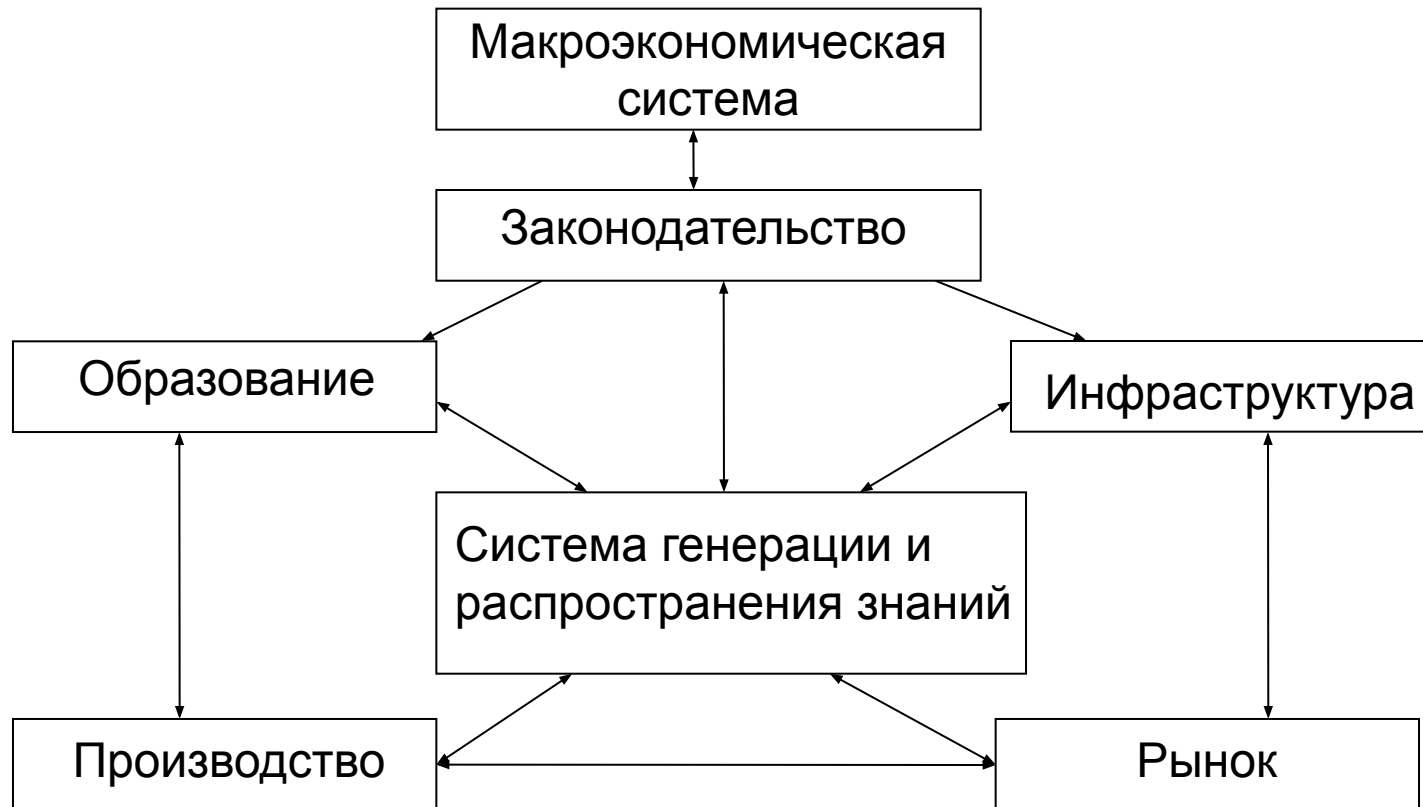 Макроэкономическая
система
Законодательство
Образование
Инфраструктура
Система генерации и
распространения знаний
Производство
Рынок